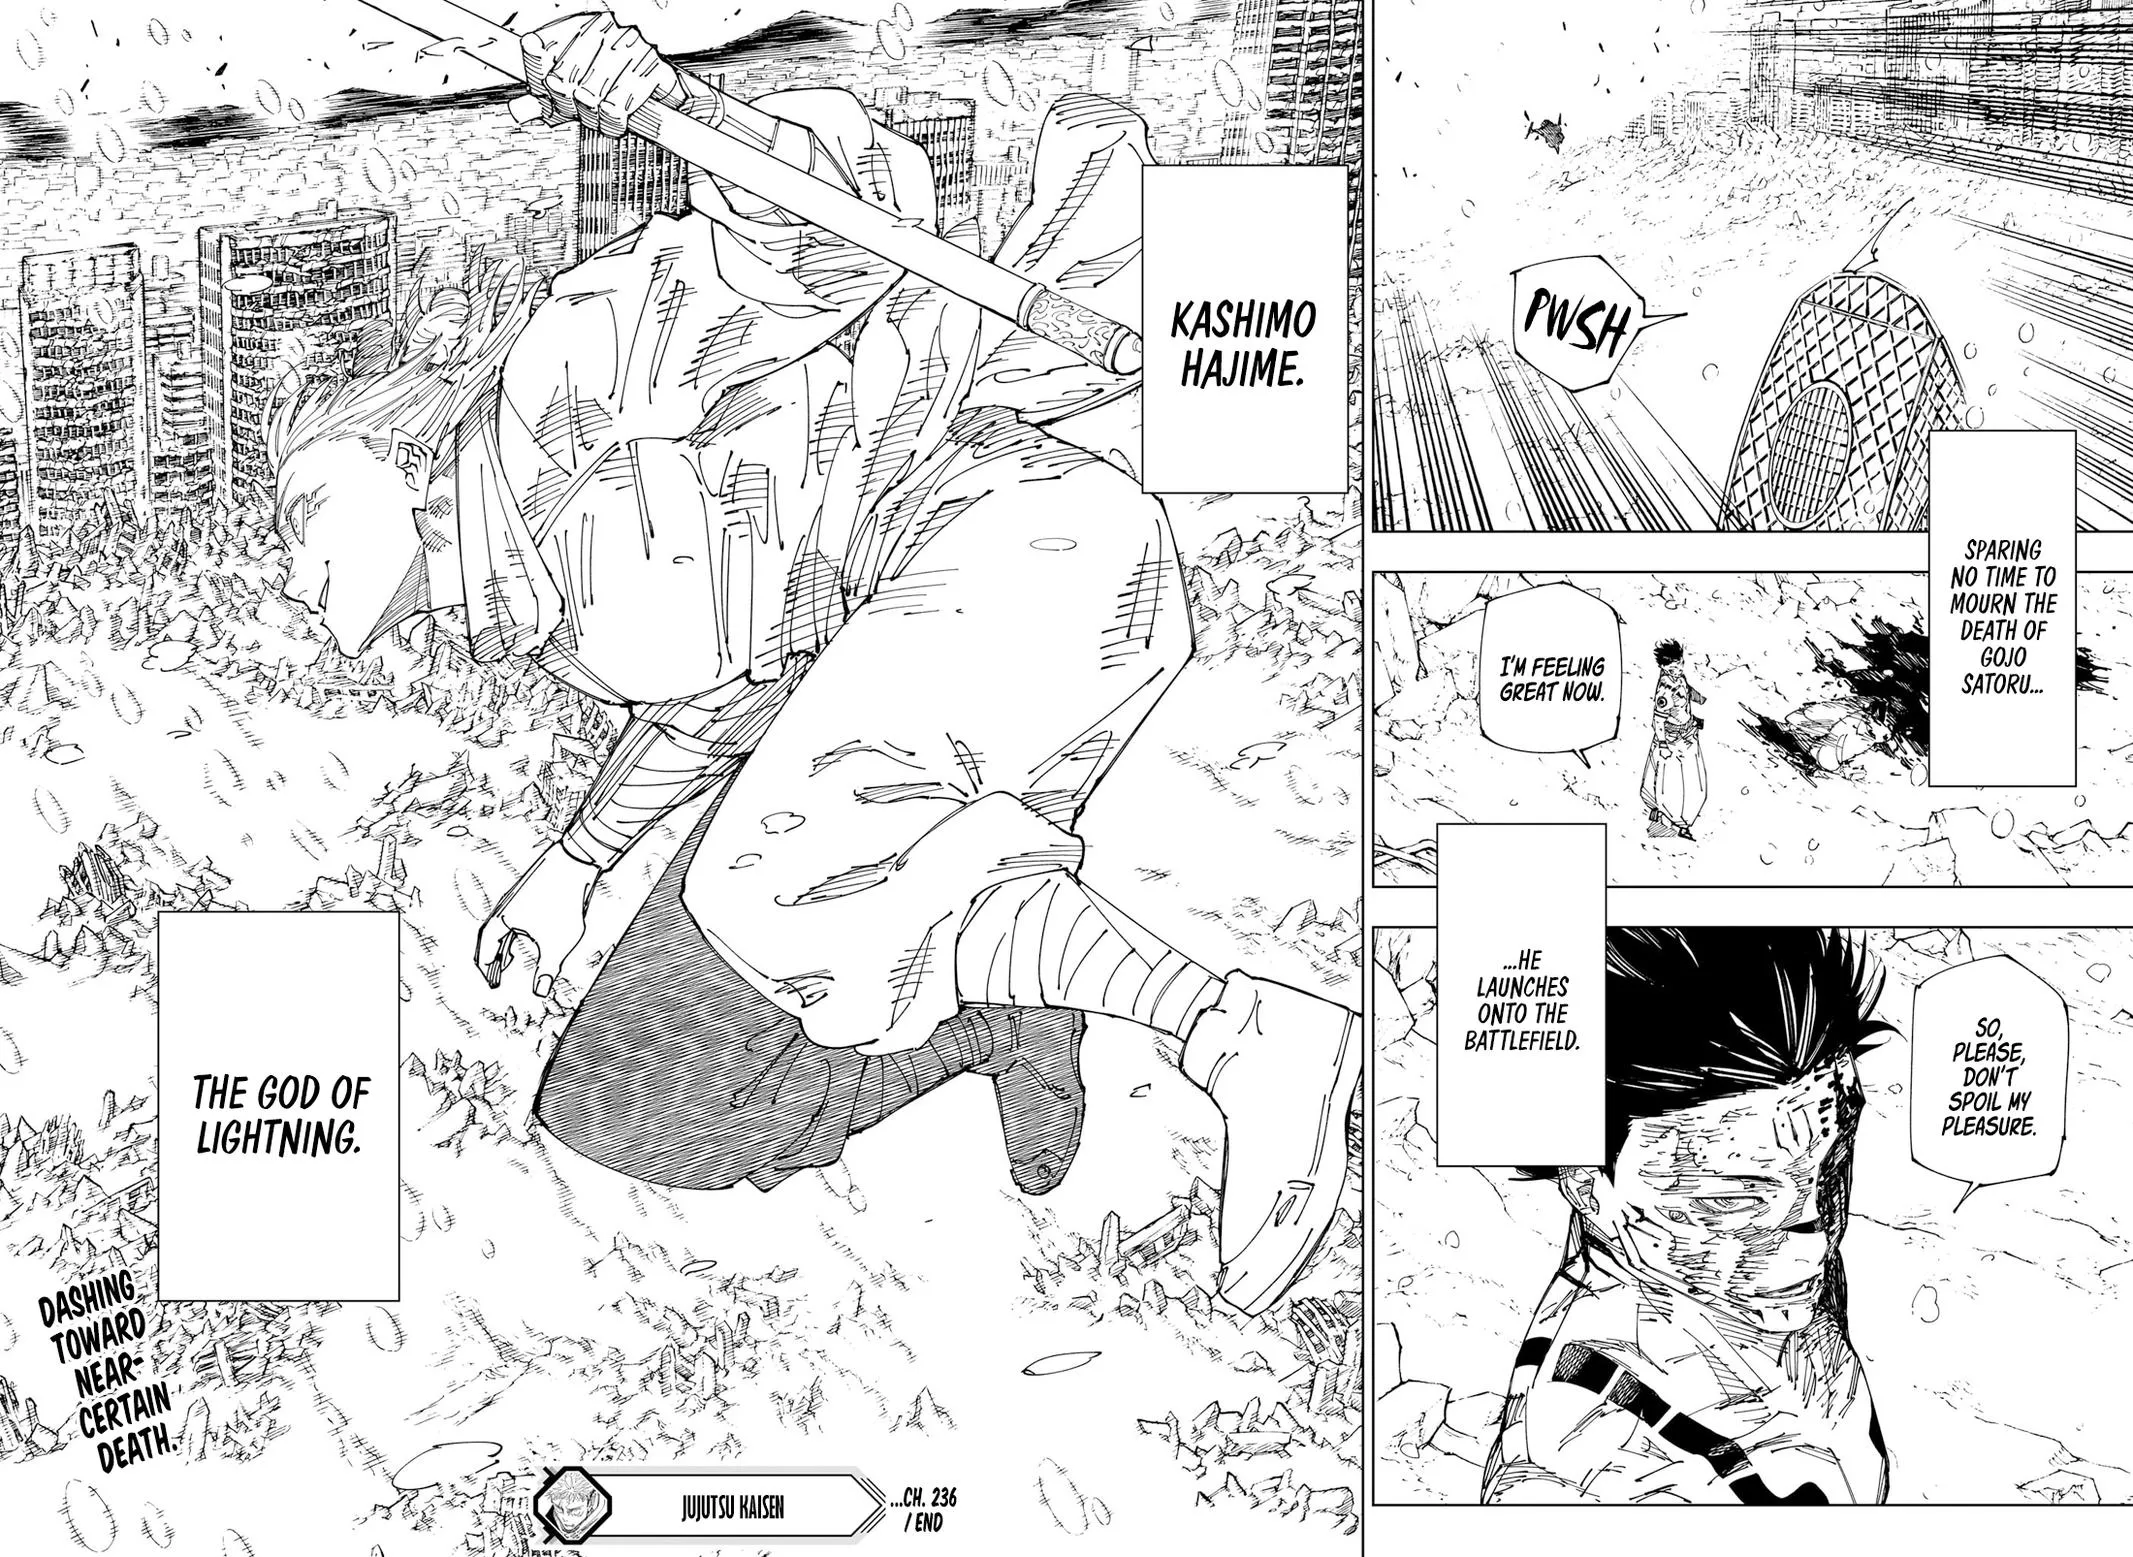 PWSH
SPARING
NO TIME TO
MOURN THE
DEATH OF
GOJO
SATORU...
I'M FEELING
GREAT NOW.
...HE
LAUNCHES
ONTO THE
BATTLEFIELD.
SO,
PLEASE,
DON'T
SPOIL MY
PLEASURE.
KASHIMO
HAJIME.
THE GOD OF
LIGHTNING.
DASHING
TOWARD
NEAR-
CERTAIN
DEATH.
JUJUTSU KAISEN
...CH. 236
/ END